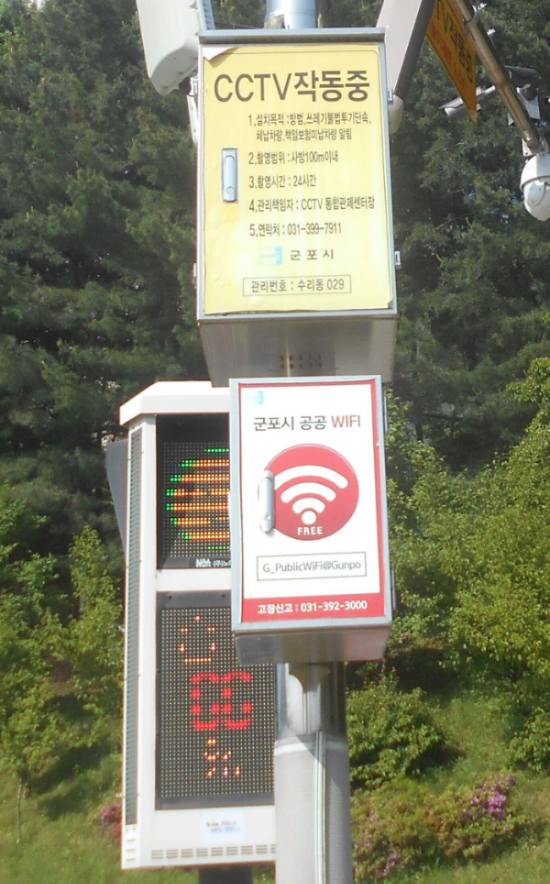 CCTV작동중
1.설치목적 : 방범,쓰레기불법투기단속,
체납차량, 책임보험미납차량 알림
2.촬영범위 : 사방100m이내
3.촬영시간 : 24시간
4.관리책임자 : CCTV 통합관제센터장
5.연락처 : 031-399-7911
군포시
관리번호 : 수리동 029
군포시 공공 WIFI
FREE
G_PublicWiFi@Gunpo
고장신고 : 031-392-3000